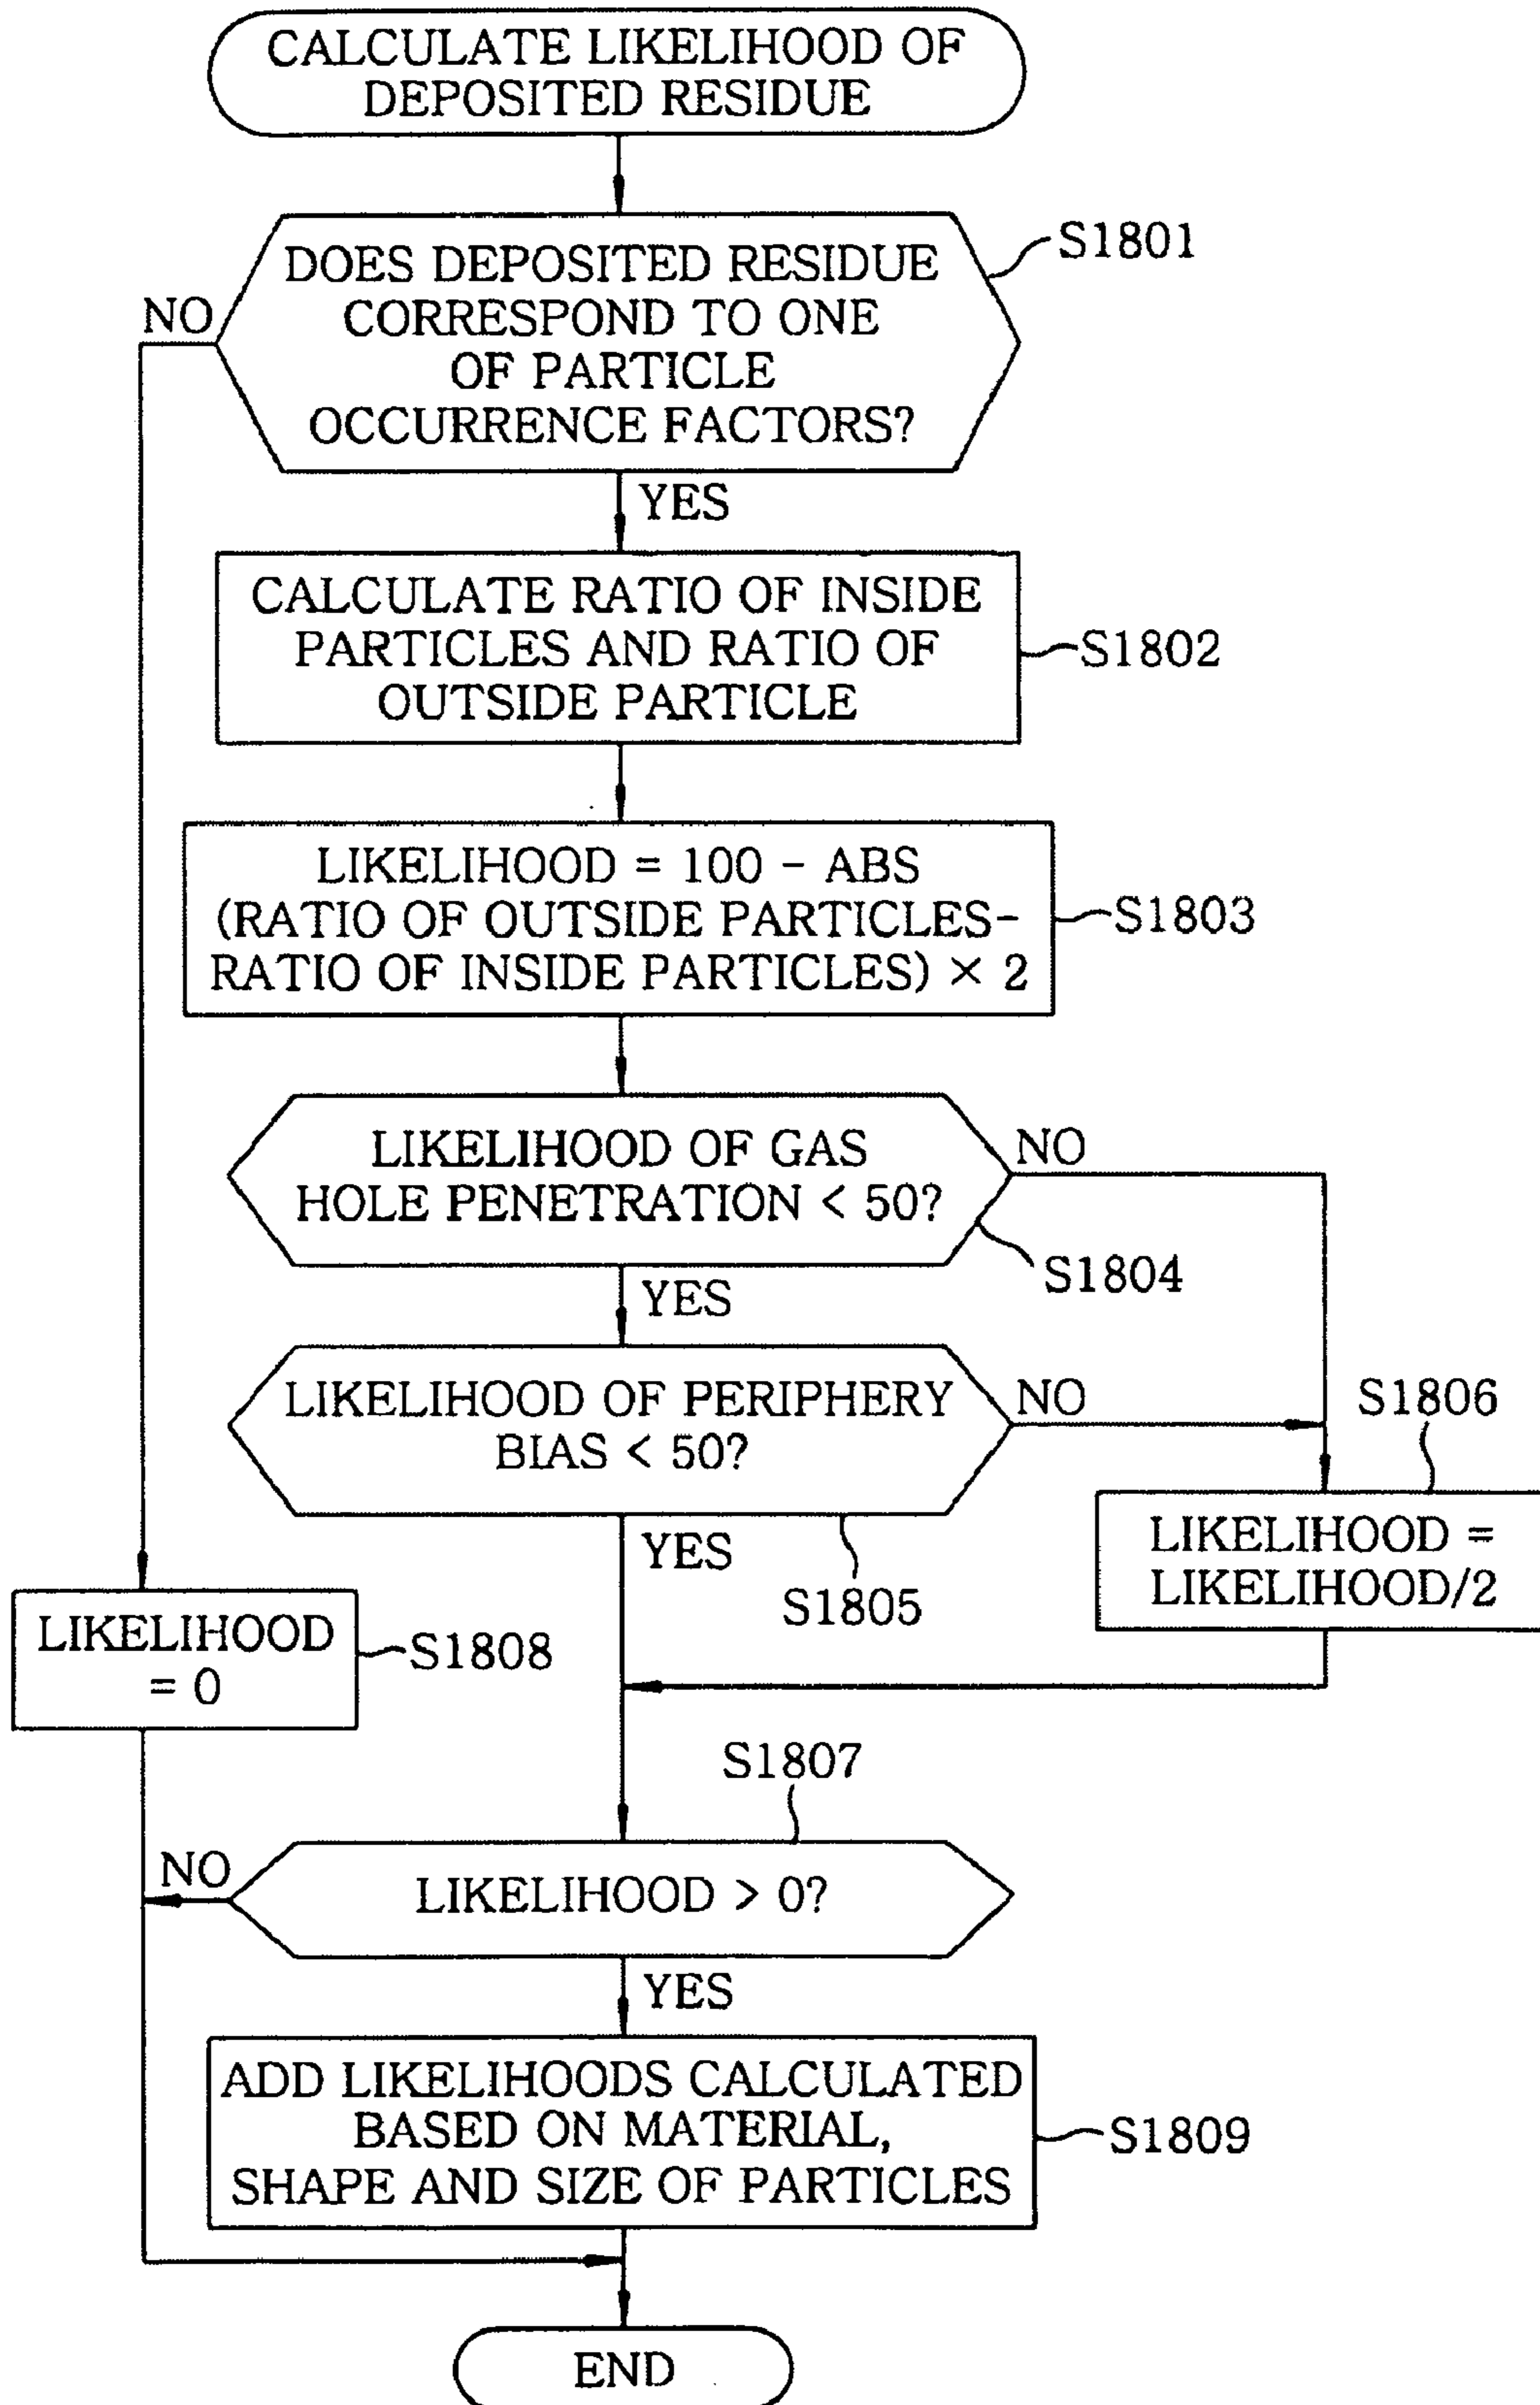 CALCULATE LIKELIHOOD OF
DEPOSITED RESIDUE
S1801
DOES DEPOSITED RESIDUE
CORRESPOND TO ONE
OF PARTICLE
OCCURRENCE FACTORS?
NO
YES
CALCULATE RATIO OF INSIDE
PARTICLES AND RATIO OF
OUTSIDE PARTICLE
S1802
LIKELIHOOD = 100 - ABS
(RATIO OF OUTSIDE PARTICLES-
RATIO OF INSIDE PARTICLES) × 2
S1803
LIKELIHOOD OF GAS
HOLE PENETRATION < 50?
NO
S1804
YES
LIKELIHOOD OF PERIPHERY
BIAS < 50?
NO
S1806
YES
S1805
LIKELIHOOD =
LIKELIHOOD/2
LIKELIHOOD
= 0
S1808
S1807
NO
LIKELIHOOD > 0?
YES
ADD LIKELIHOODS CALCULATED
BASED ON MATERIAL,
SHAPE AND SIZE OF PARTICLES
S1809
END